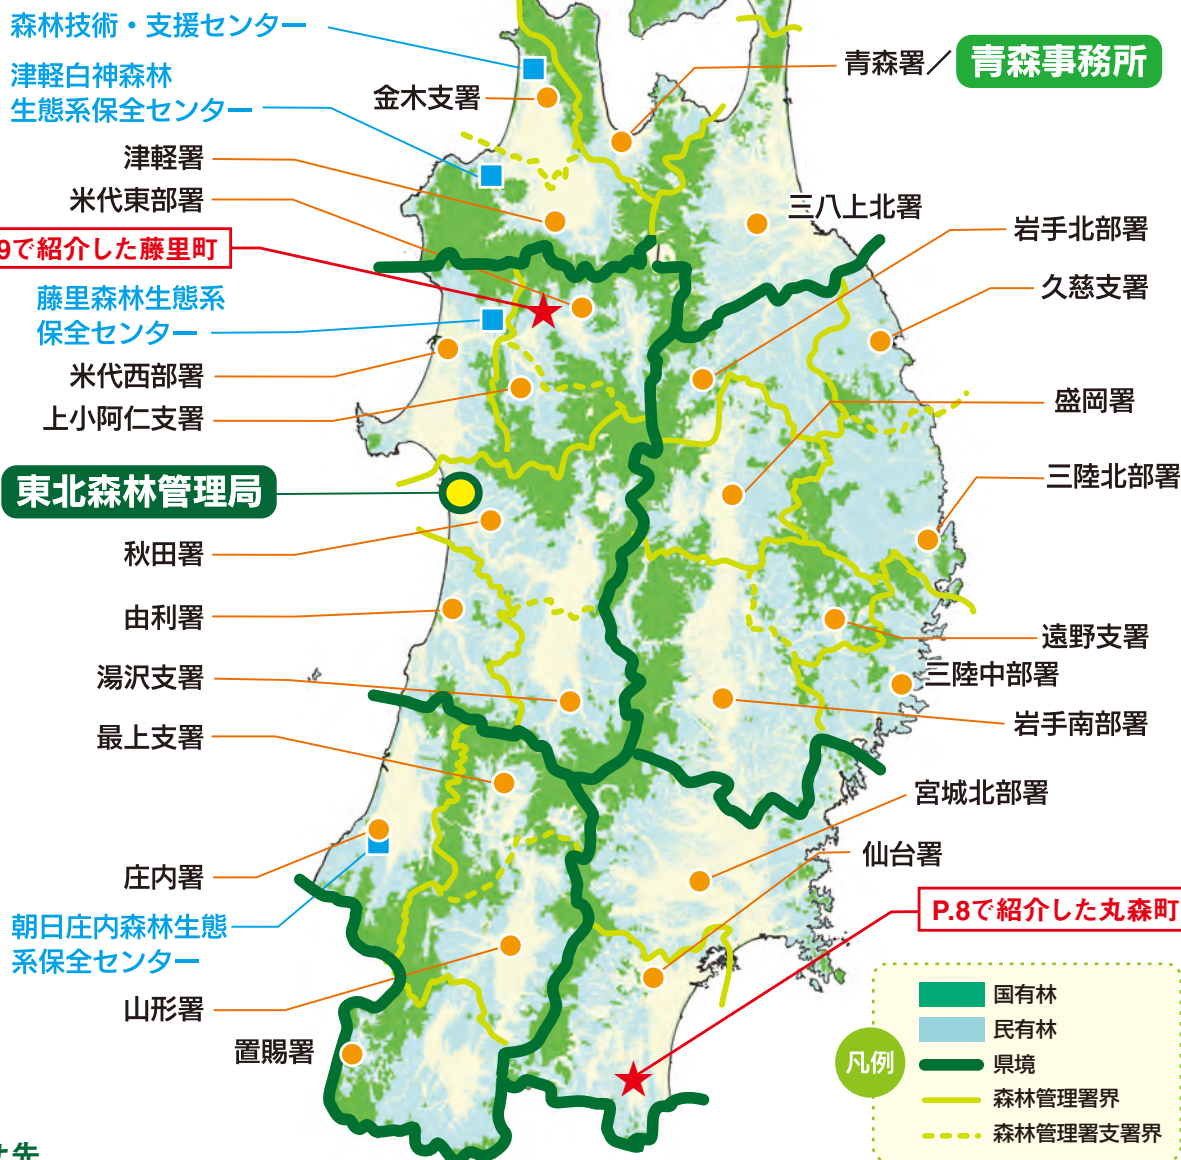 森林技術・支援センター
津軽白神森林
生態系保全センター
金木支署
青森署／青森事務所
津軽署
米代東部署
9で紹介した藤里町
藤里森林生態系
保全センター
米代西部署
上小阿仁支署
東北森林管理局
秋田署
由利署
湯沢支署
最上支署
庄内署
朝日庄内森林生態
系保全センター
山形署
置賜署
三八上北署
岩手北部署
久慈支署
盛岡署
三陸北部署
遠野支署
三陸中部署
岩手南部署
宮城北部署
仙台署
P.8で紹介した丸森町
凡例
国有林
民有林
県境
森林管理署界
森林管理署支署界